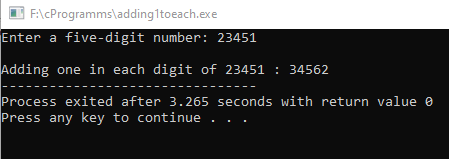 F:\cProgramms\adding1toeach.exe
Enter a five-digit number: 23451
Adding one in each digit of 23451 : 34562
--------------------------------
Process exited after 3.265 seconds with return value 0
Press any key to continue . . .